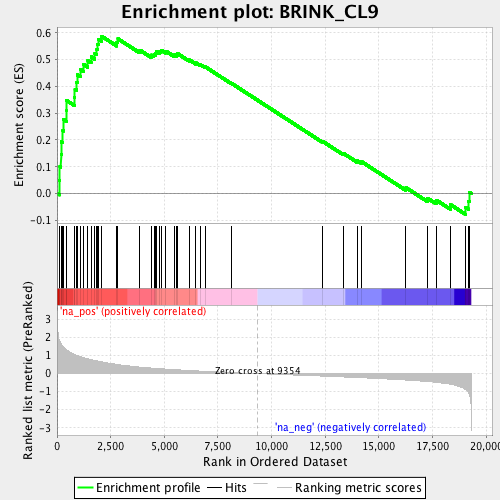 Enrichment plot: BRINK_CL9
Enrichment score (ES)
0.6
0.5
0.4
0.3
0.2
0.1
0.0
-0.1
'na_pos' (positively correlated)
Ranked list metric (PreRanked)
3
2
1
0
-1
-2
-3
Zero cross at 9354
'na_neg' (negatively correlated)
0 2,500 5,000 7,500 10,000 12,500 15,000 17,500 20,000
Rank in Ordered Dataset
Enrichment profile Hits Ranking metric scores